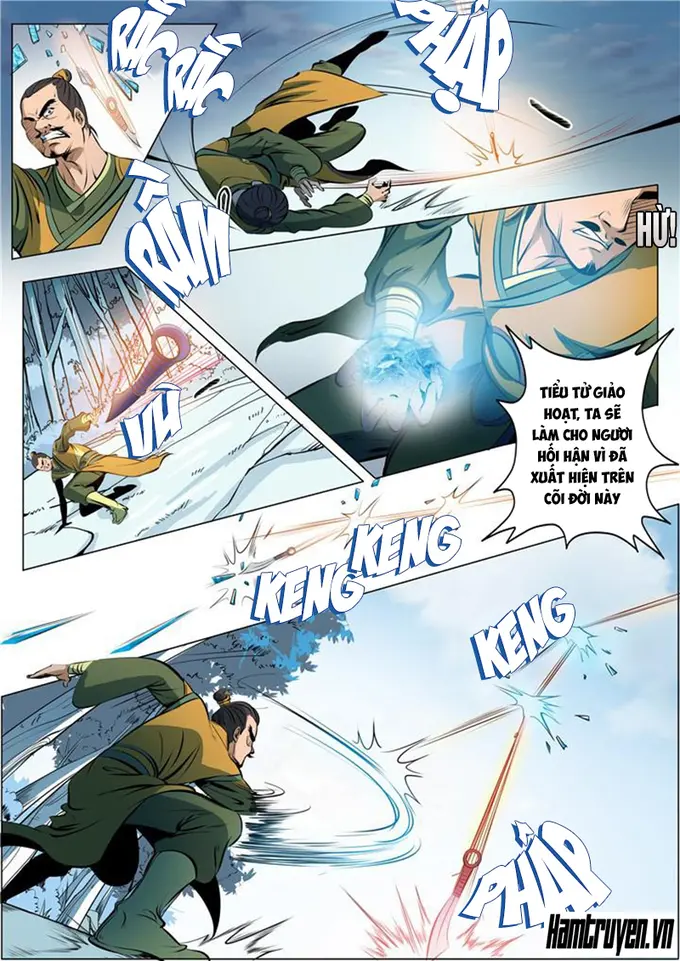 RẮC
RẮC
PHẬP
HỪ!
RẦM
VÙ
TIỂU TỬ GIẢO
HOẠT, TA SẼ
LÀM CHO NGƯƠI
HỐI HẬN VÌ ĐÃ
XUẤT HIỆN TRÊN
CÕI ĐỜI NÀY
KENG
KENG
KENG
PHẬP
Hamtruyen.vn